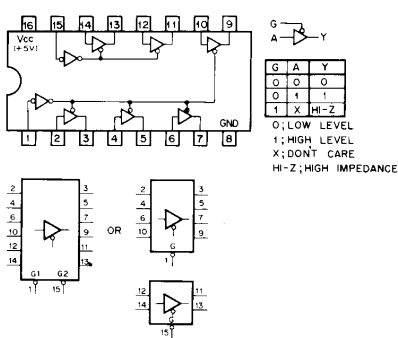 16 15 14 13 12 11 10 9
Vcc
(+5V)
GND
1 2 3 4 5 6 7 8
G
A Y
G A Y
0 0 0
0 1 1
1 X HI-Z
0;LOW LEVEL
1;HIGH LEVEL
X;DON'T CARE
HI-Z;HIGH IMPEDANCE
2 3
4 5
6 7
10 9
12 11
14 13
G1 G2
1 15
OR
2 3
4 5
6 7
10 9
G
1
12 11
14 13
G
15